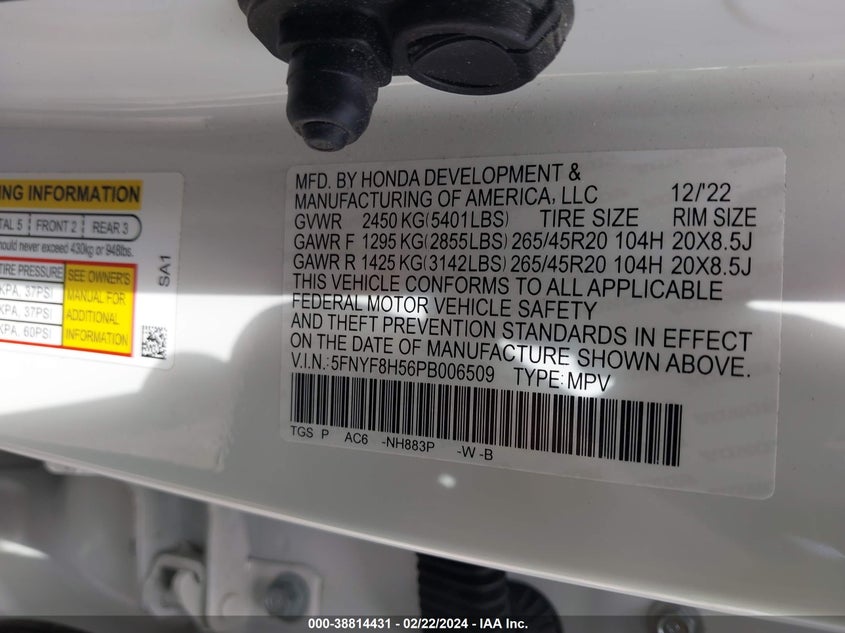 NG INFORMATION
TAL 5 FRONT 2 REAR 3
hould never exceed 430kg or 948lbs.
TIRE PRESSURE
KPA, 37PSI
KPA, 37PSI
KPA, 60PSI
SEE OWNER'S
MANUAL FOR
ADDITIONAL
INFORMATION
SA1
MFD. BY HONDA DEVELOPMENT &
MANUFACTURING OF AMERICA, LLC 12/'22
GVWR 2450 KG(5401LBS) TIRE SIZE RIM SIZE
GAWR F 1295 KG(2855LBS) 265/45R20 104H 20X8.5J
GAWR R 1425 KG(3142LBS) 265/45R20 104H 20X8.5J
THIS VEHICLE CONFORMS TO ALL APPLICABLE
FEDERAL MOTOR VEHICLE SAFETY
AND THEFT PREVENTION STANDARDS IN EFFECT
ON THE DATE OF MANUFACTURE SHOWN ABOVE.
V.I.N.:5FNYF8H56PB006509 TYPE:MPV
TGS P AC6 -NH883P -W -B
000-38814431 - 02/22/2024 - IAA Inc.